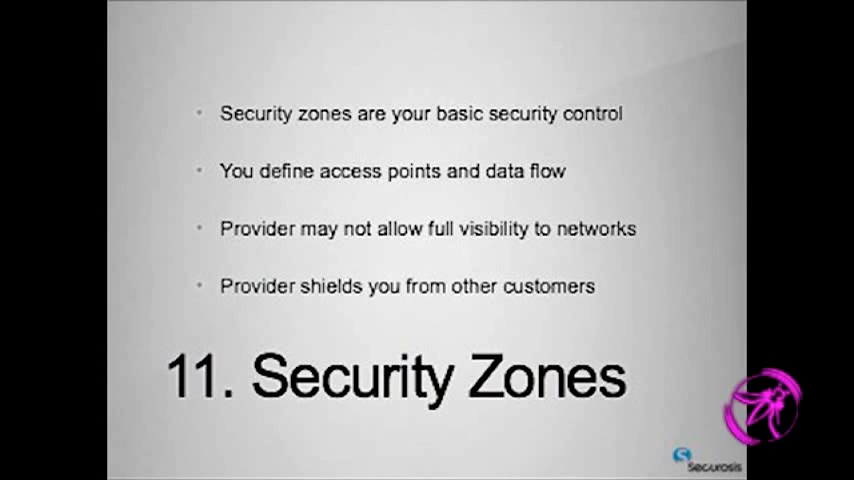 • Security zones are your basic security control
• You define access points and data flow
• Provider may not allow full visibility to networks
• Provider shields you from other customers
11. Security Zones
Securosis